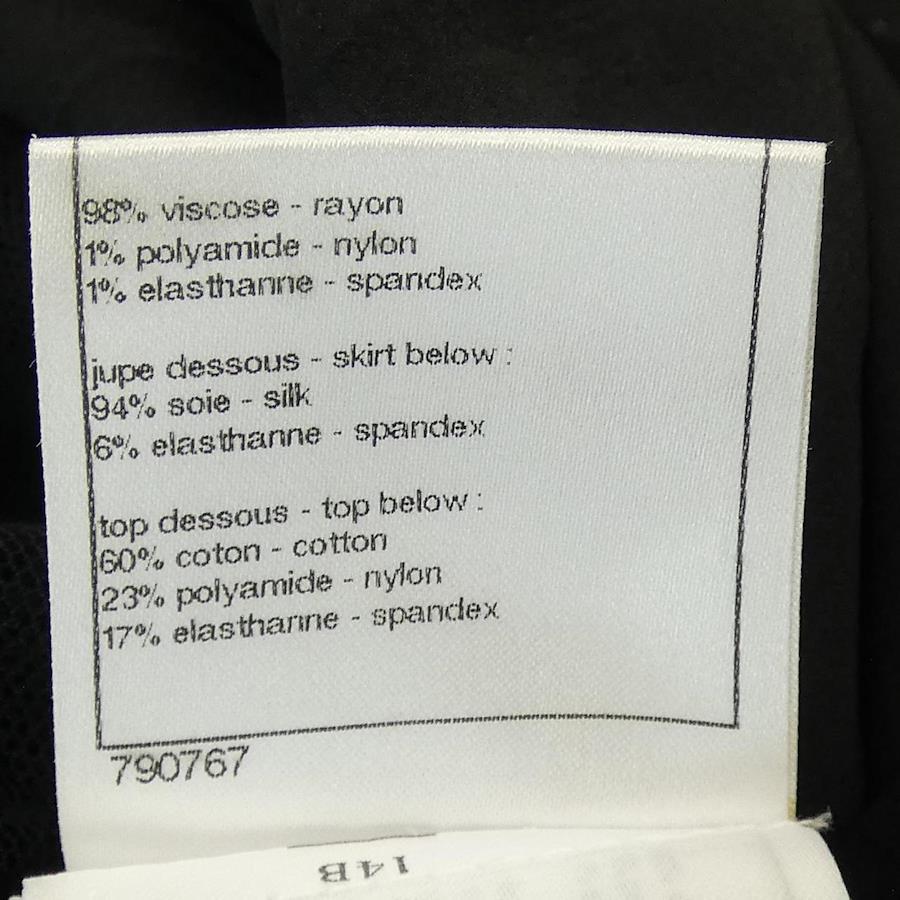 98% viscose - rayon
1% polyamide - nylon
1% elasthanne - spandex
jupe dessous - skirt below :
94% soie - silk
6% elasthanne - spandex
top dessous - top below :
60% coton - cotton
23% polyamide - nylon
17% elasthanne - spandex
790767
14B